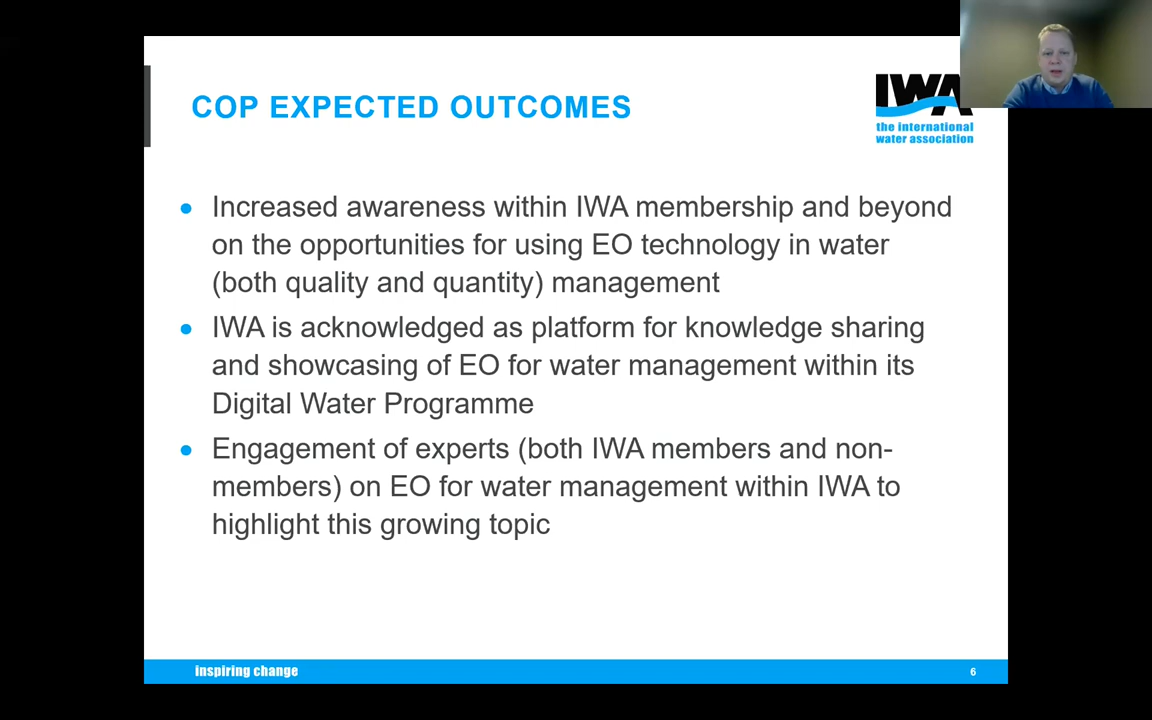 COP EXPECTED OUTCOMES
IWA
the international
water association
Increased awareness within IWA membership and beyond
on the opportunities for using EO technology in water
(both quality and quantity) management
IWA is acknowledged as platform for knowledge sharing
and showcasing of EO for water management within its
Digital Water Programme
Engagement of experts (both IWA members and non-
members) on EO for water management within IWA to
highlight this growing topic
inspiring change
6